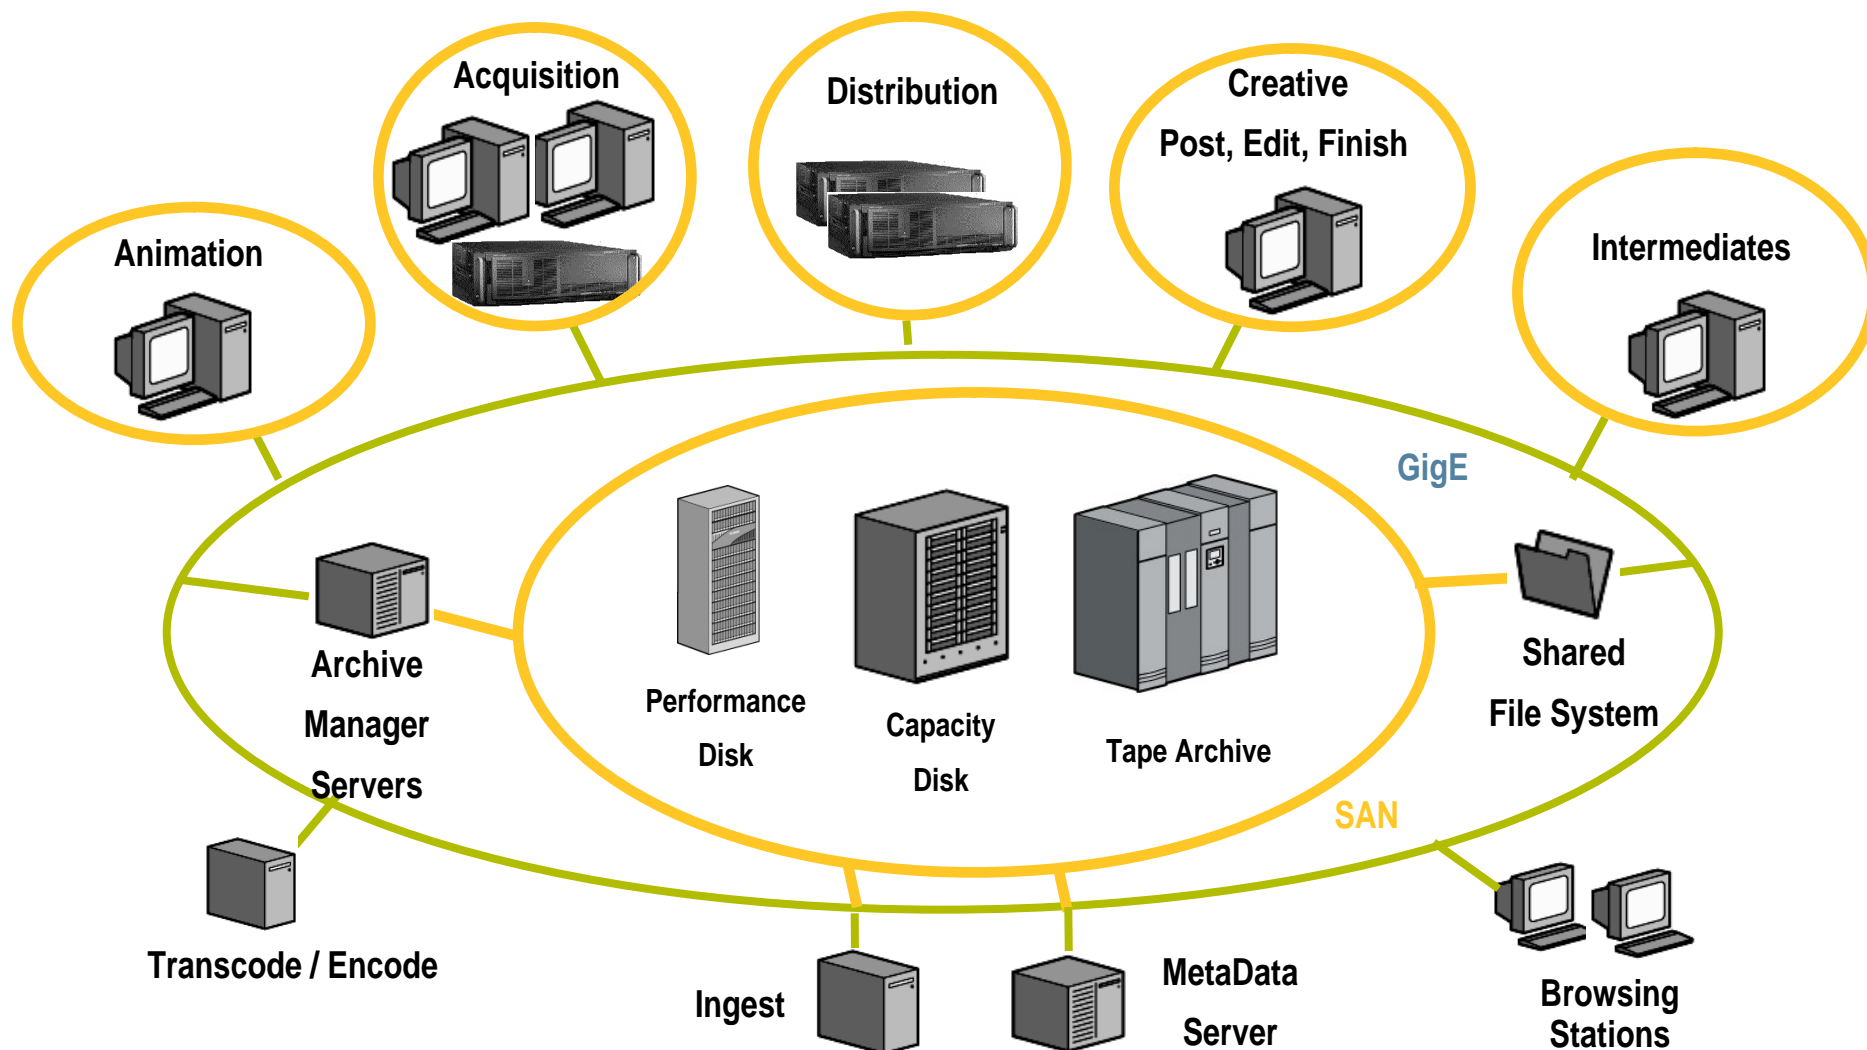 Acquisition
Distribution
Creative
Post, Edit, Finish
Animation
Intermediates
GigE
Archive
Manager
Servers
Performance
Disk
Capacity
Disk
Tape Archive
Shared
File System
SAN
Transcode / Encode
Ingest
MetaData
Server
Browsing
Stations